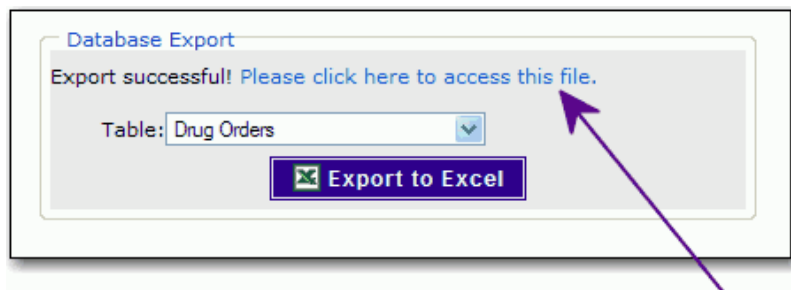 Database Export
Export successful! Please click here to access this file.
Table: Drug Orders
Export to Excel